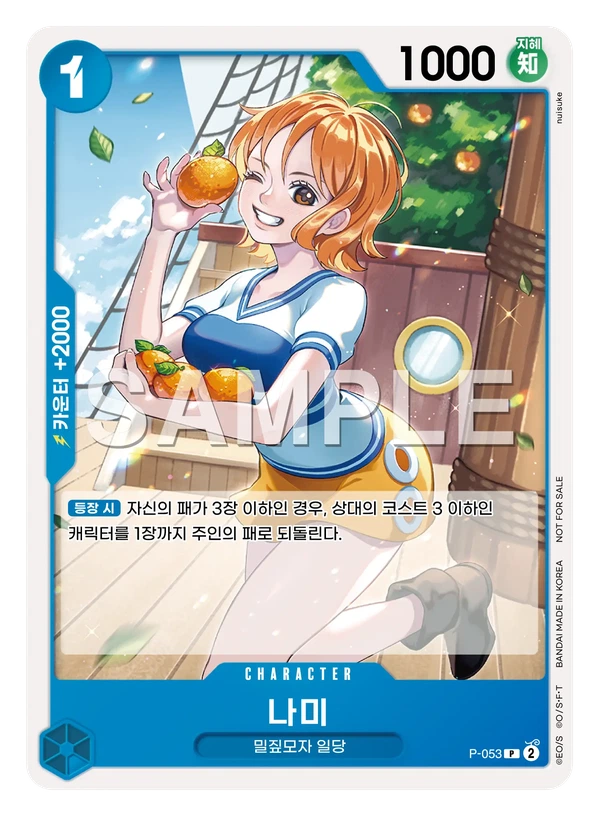 1
1000
지혜
知
nuisuke
⚡카운터 +2000
SAMPLE
등장 시 자신의 패가 3장 이하인 경우, 상대의 코스트 3 이하인
캐릭터를 1장까지 주인의 패로 되돌린다.
CHARACTER
나미
밀짚모자 일당
P-053 P 2
©EO/S ©O/S·F·T BANDAI MADE IN KOREA NOT FOR SALE